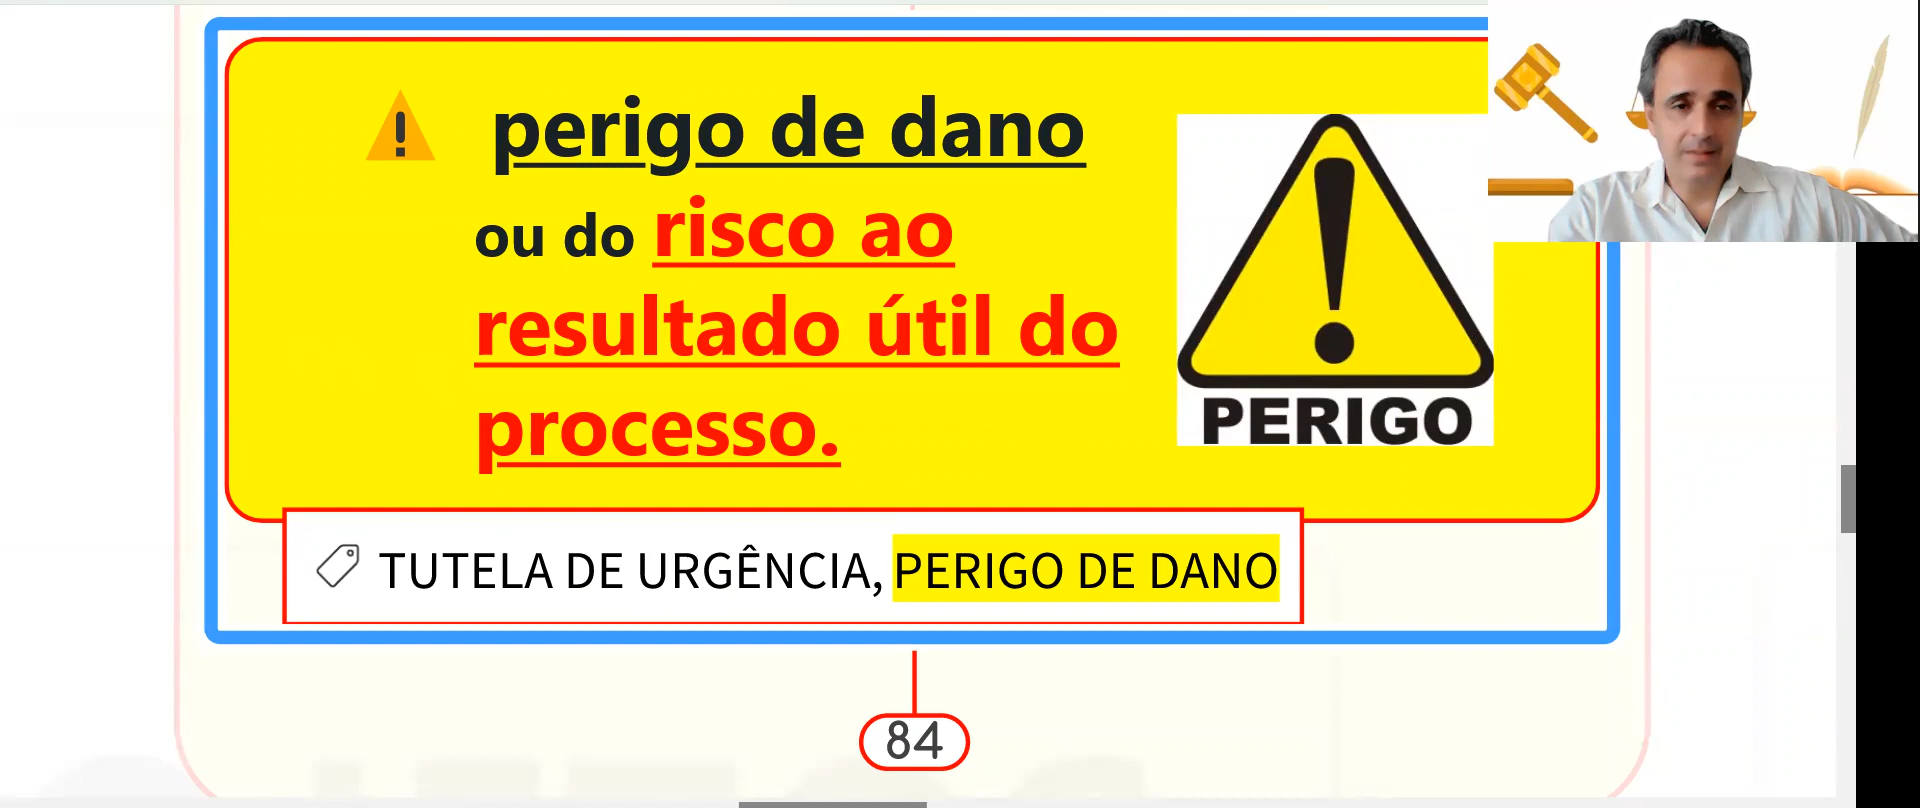 perigo de dano
ou do risco ao
resultado útil do
processo.
PERIGO
TUTELA DE URGÊNCIA, PERIGO DE DANO
84